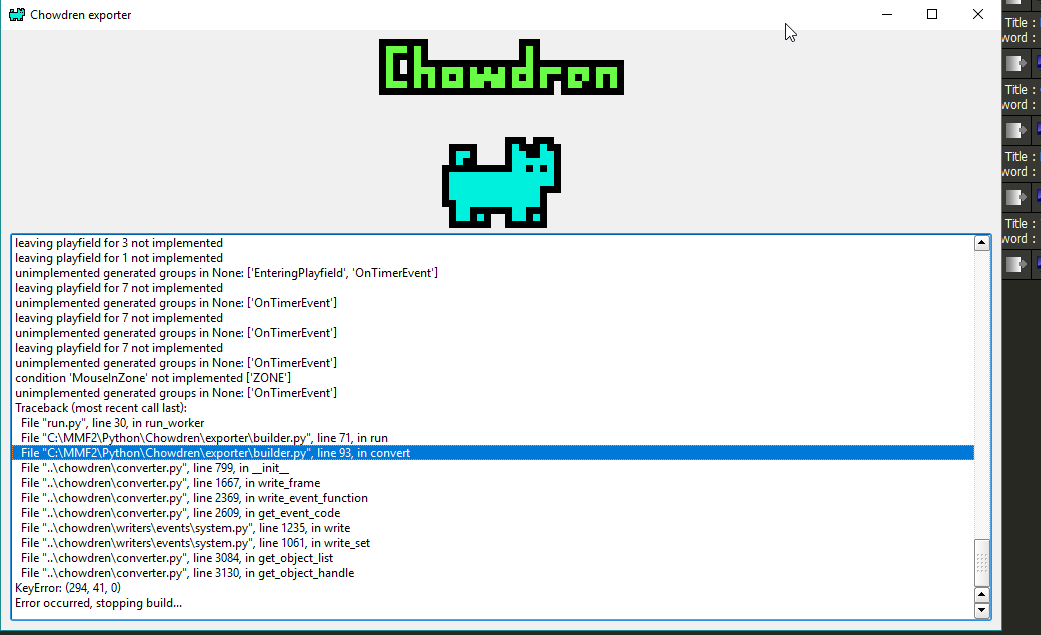 Chowdren exporter
Chowdren
leaving playfield for 3 not implemented
leaving playfield for 1 not implemented
unimplemented generated groups in None: ['EnteringPlayfield', 'OnTimerEvent']
leaving playfield for 7 not implemented
unimplemented generated groups in None: ['OnTimerEvent']
leaving playfield for 7 not implemented
unimplemented generated groups in None: ['OnTimerEvent']
leaving playfield for 7 not implemented
unimplemented generated groups in None: ['OnTimerEvent']
condition 'MouseInZone' not implemented ['ZONE']
unimplemented generated groups in None: ['OnTimerEvent']
Traceback (most recent call last):
File "run.py", line 30, in run_worker
File "C:\MMF2\Python\Chowdren\exporter\builder.py", line 71, in run
File "C:\MMF2\Python\Chowdren\exporter\builder.py", line 93, in convert
File "..\chowdren\converter.py", line 799, in __init__
File "..\chowdren\converter.py", line 1667, in write_frame
File "..\chowdren\converter.py", line 2369, in write_event_function
File "..\chowdren\converter.py", line 2609, in get_event_code
File "..\chowdren\writers\events\system.py", line 1235, in write
File "..\chowdren\writers\events\system.py", line 1061, in write_set
File "..\chowdren\converter.py", line 3084, in get_object_list
File "..\chowdren\converter.py", line 3130, in get_object_handle
KeyError: (294, 41, 0)
Error occurred, stopping build...
Title :
word :
Title :
word :
Title :
word :
Title :
word :